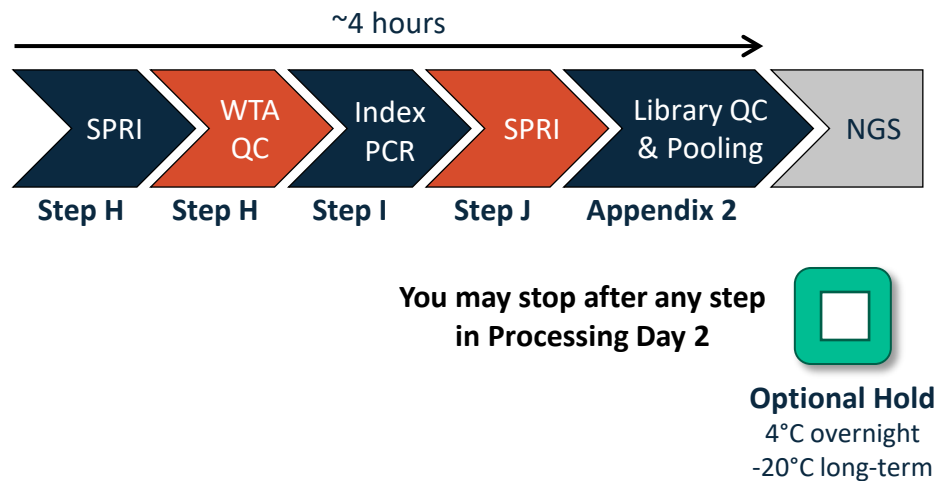 ~4 hours
SPRI
WTA
QC
Index
PCR
SPRI
Library QC
& Pooling
NGS
Step H
Step H
Step I
Step J
Appendix 2
You may stop after any step
in Processing Day 2
Optional Hold
4°C overnight
-20°C long-term